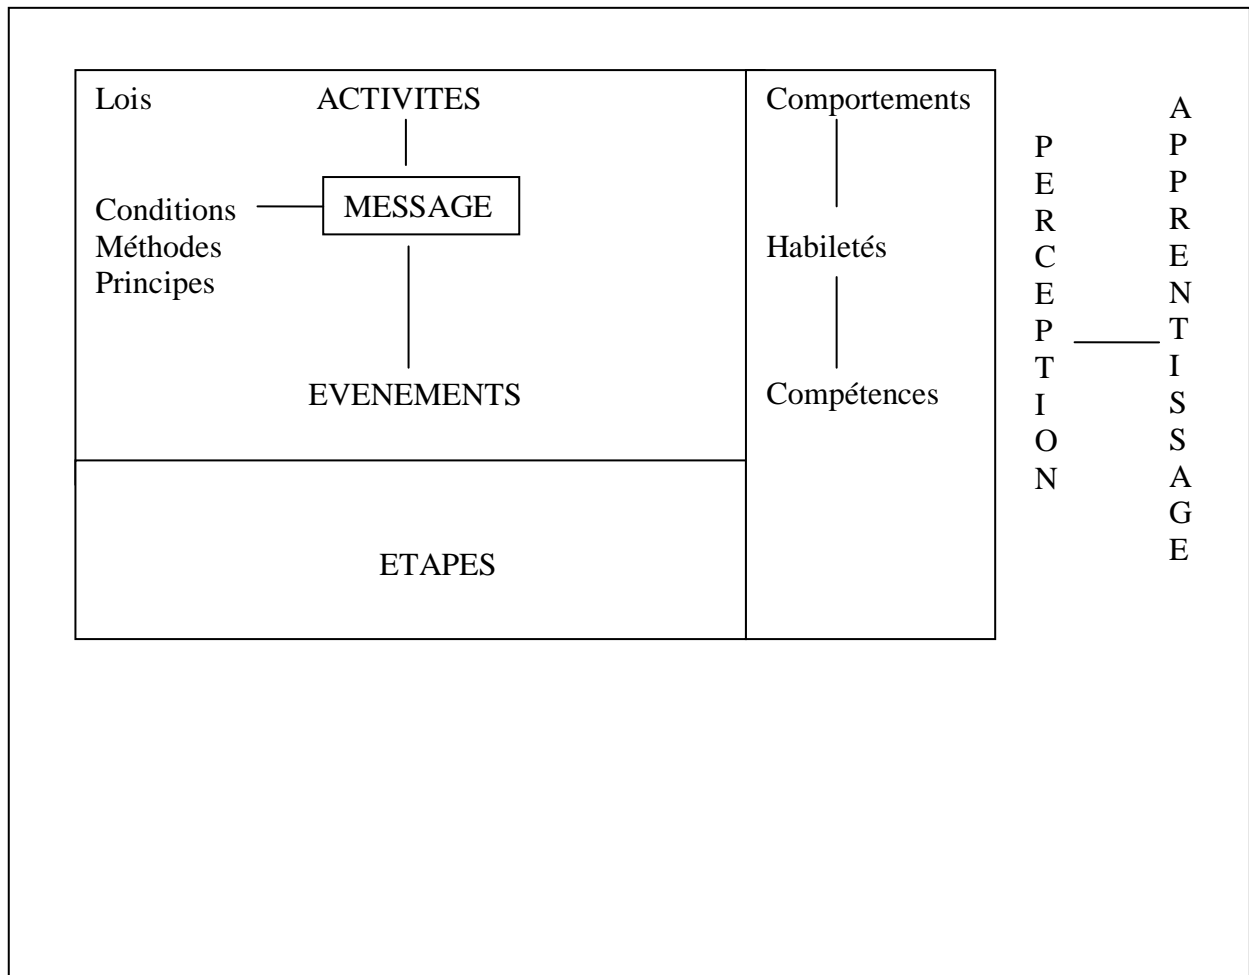 Lois
ACTIVITES
MESSAGE
Conditions
Méthodes
Principes
EVENEMENTS
ETAPES
Comportements
Habiletés
Compétences
PERCEPTION
APPRENTISSAGE